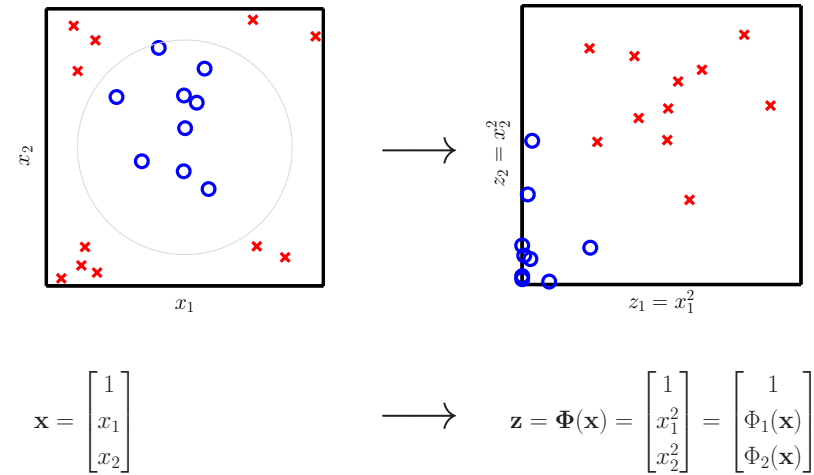 x_2
x_1
⟶
z_2 = x_2^2
z_1 = x_1^2
x = [1 x_1 x_2]
⟶
z = Φ(x) = [1 x_1^2 x_2^2] = [1 Φ_1(x) Φ_2(x)]